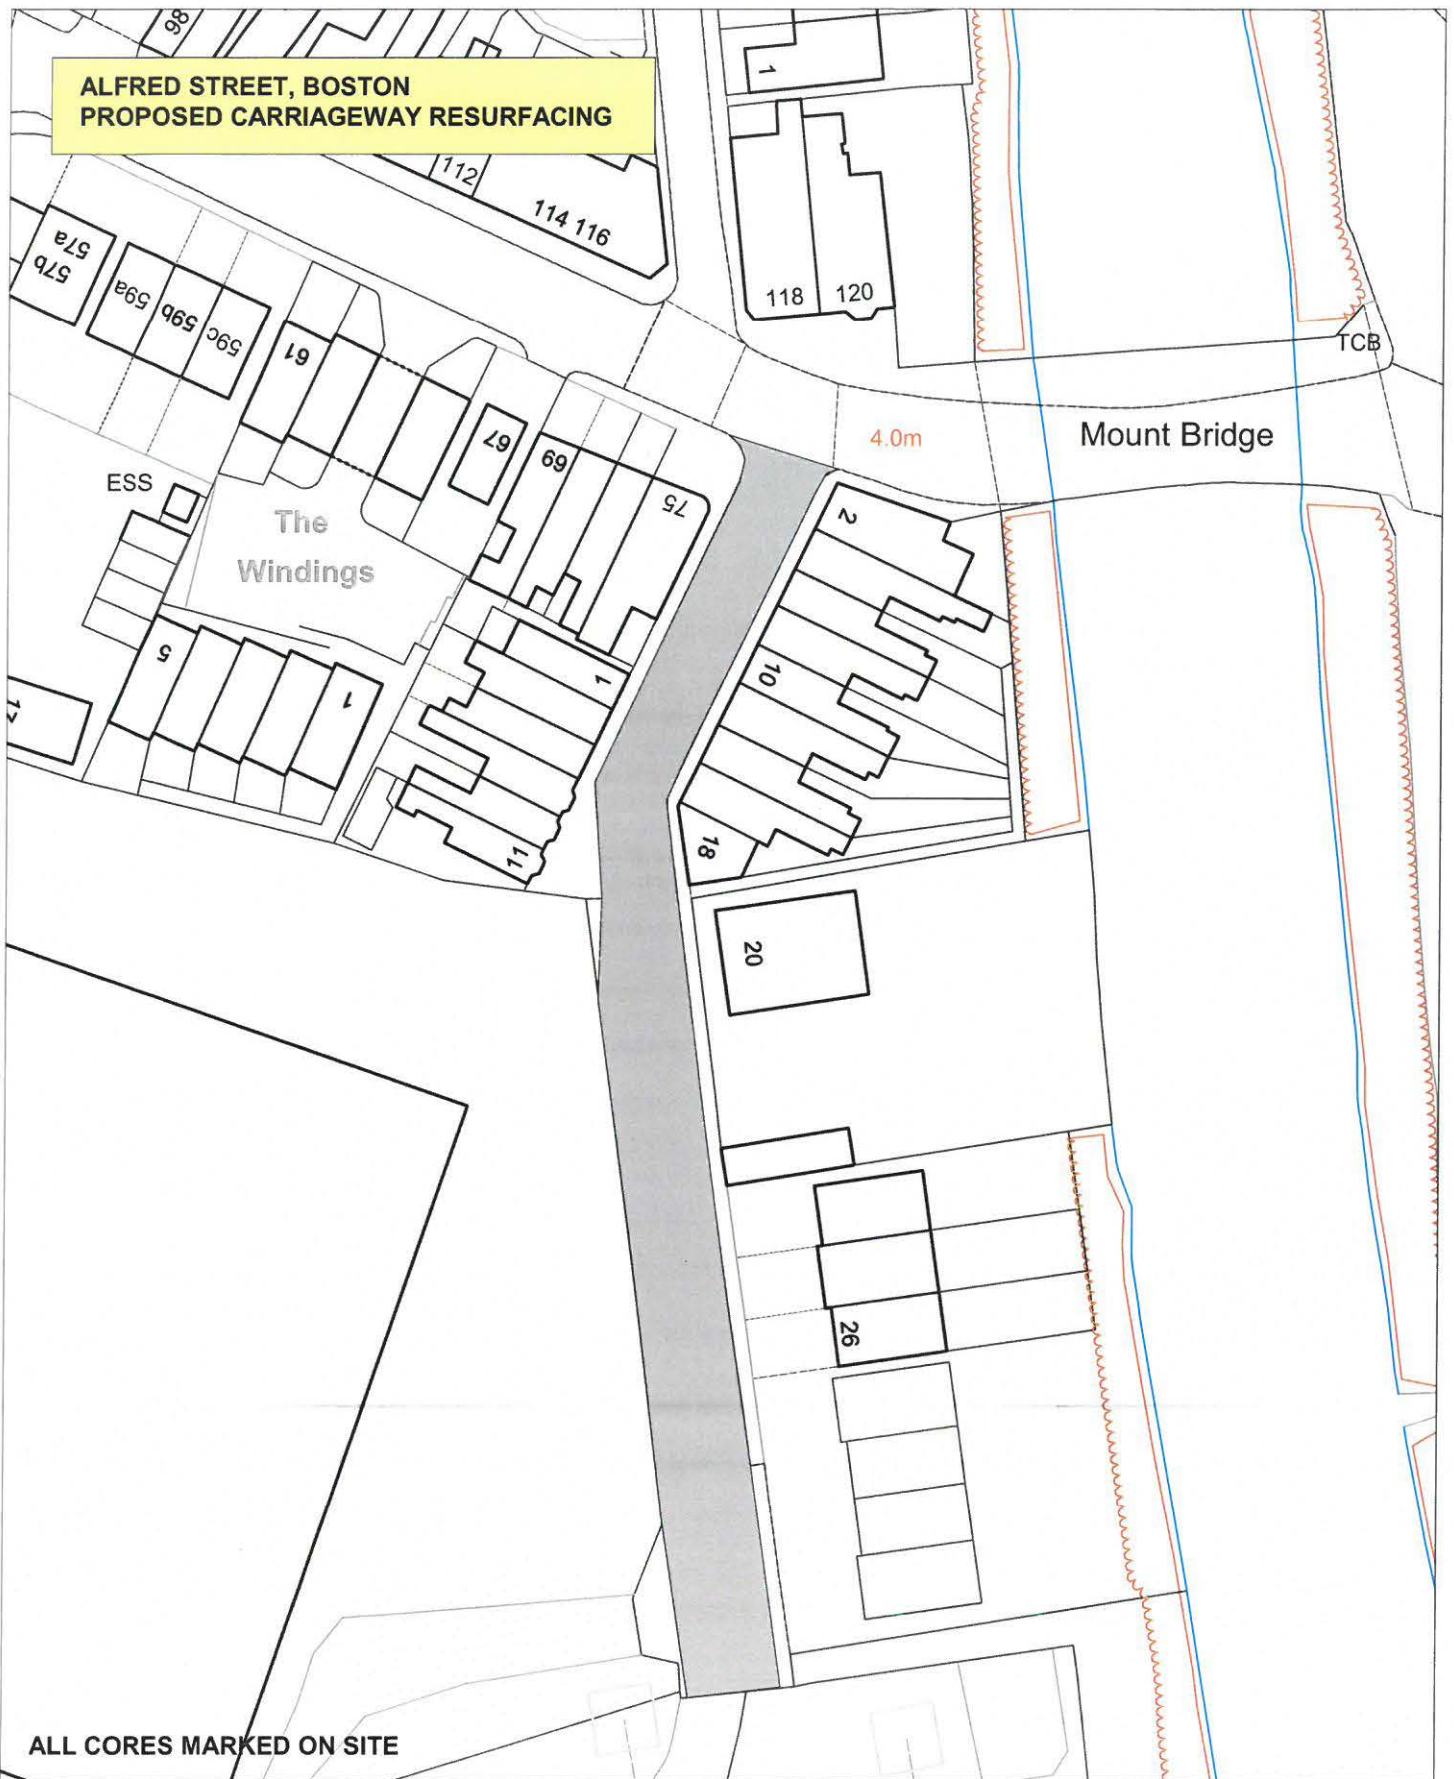 98
ALFRED STREET, BOSTON
PROPOSED CARRIAGEWAY RESURFACING
1
112
114 116
118
120
57a
57b
59a
59b
59c
61
67
69
75
TCB
4.0m
Mount Bridge
ESS
The
Windings
2
10
5
1
1
11
18
20
26
ALL CORES MARKED ON SITE